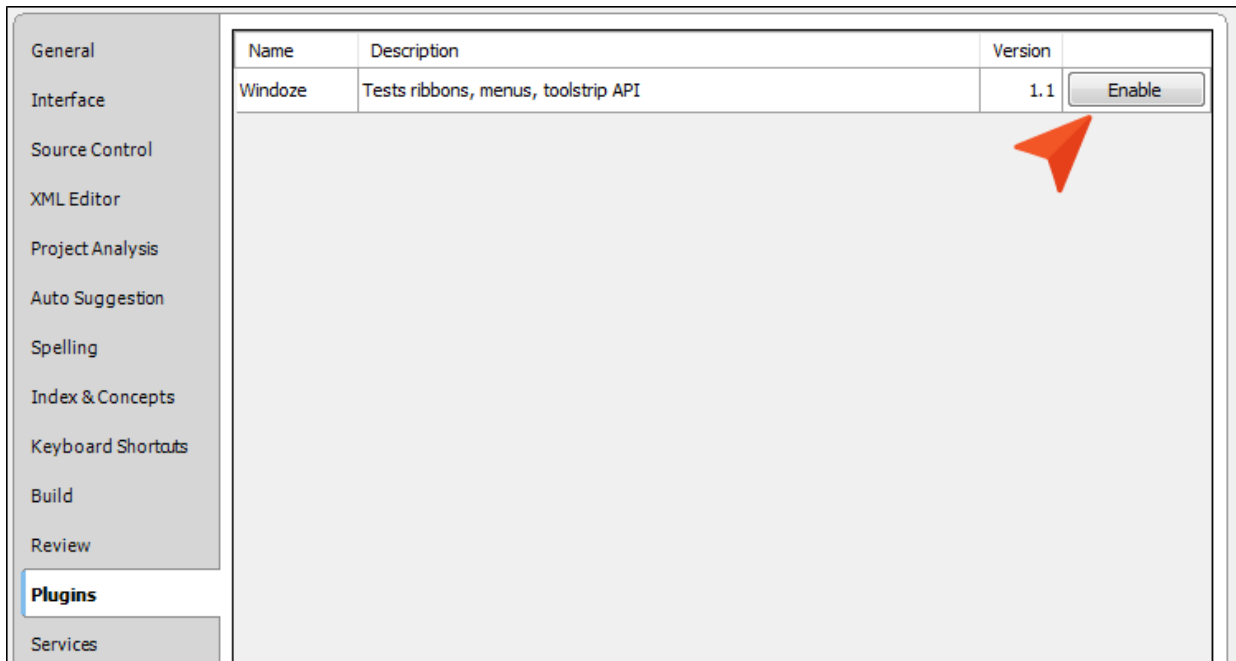 General
Interface
Source Control
XML Editor
Project Analysis
Auto Suggestion
Spelling
Index & Concepts
Keyboard Shortcuts
Build
Review
Plugins
Services
Name Description Version
Windoze Tests ribbons, menus, toolstrip API 1.1 Enable